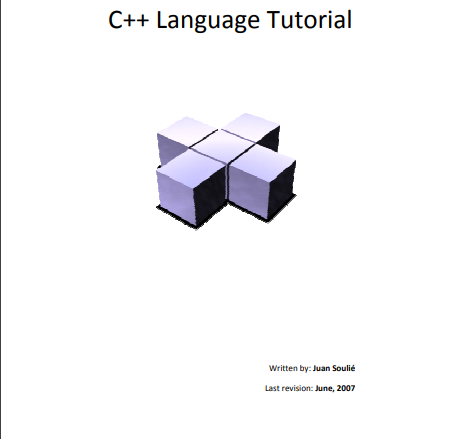 C++ Language Tutorial
Written by: Juan Soulié
Last revision: June, 2007